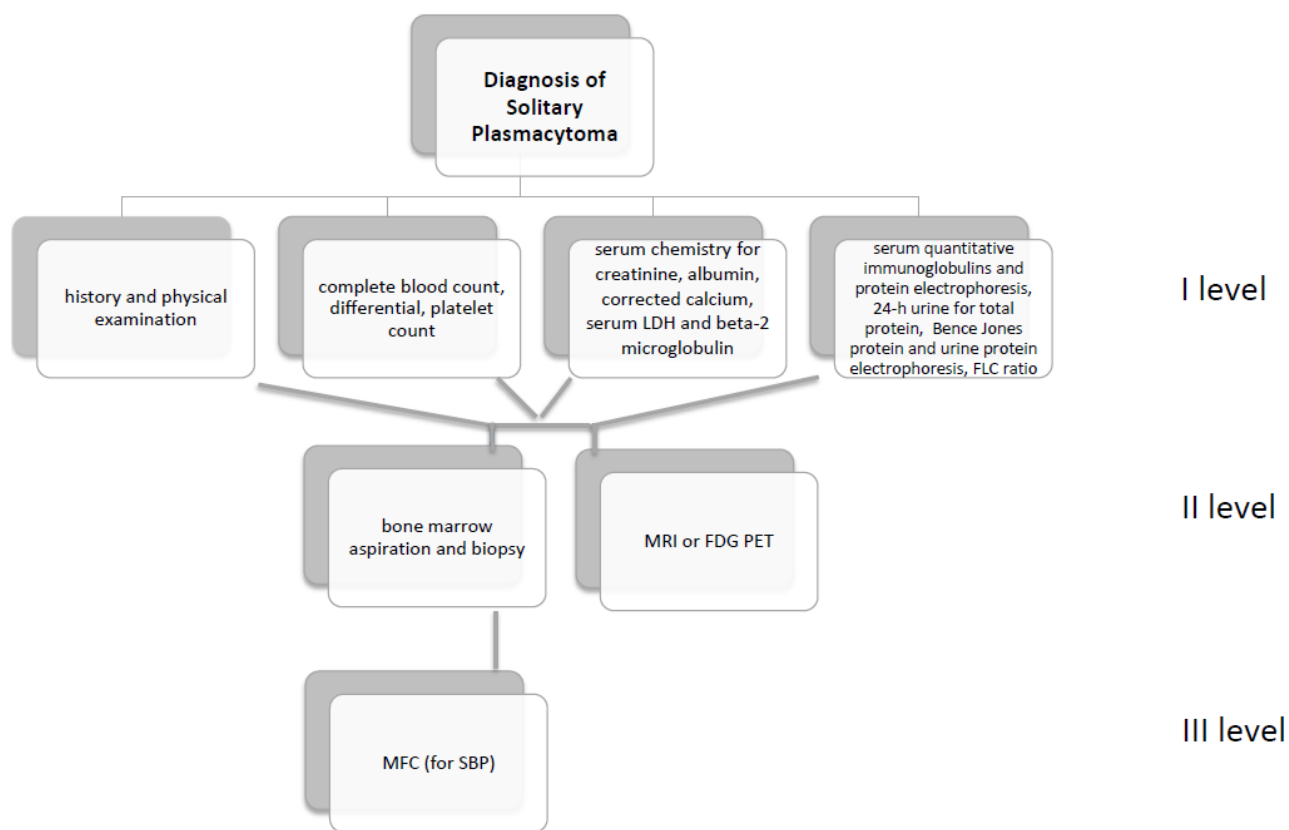 Diagnosis of
Solitary
Plasmacytoma
history and physical
examination
complete blood count,
differential, platelet
count
serum chemistry for
creatinine, albumin,
corrected calcium,
serum LDH and beta-2
microglobulin
serum quantitative
immunoglobulins and
protein electrophoresis,
24-h urine for total
protein, Bence Jones
protein and urine protein
electrophoresis, FLC ratio
I level
bone marrow
aspiration and biopsy
MRI or FDG PET
II level
MFC (for SBP)
III level